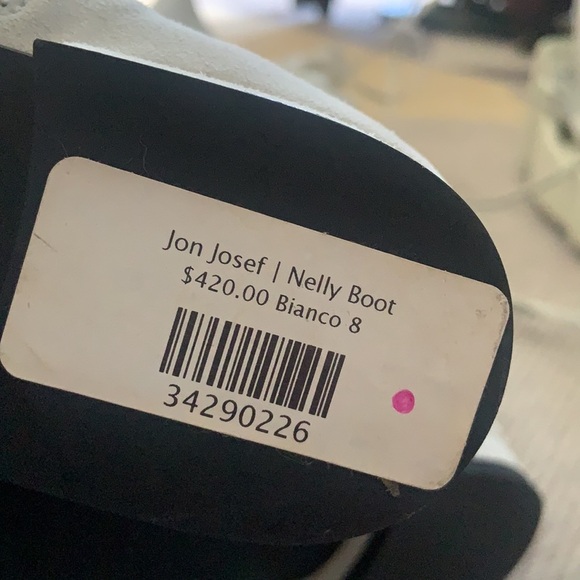 Jon Josef | Nelly Boot
$420.00 Bianco 8
34290226